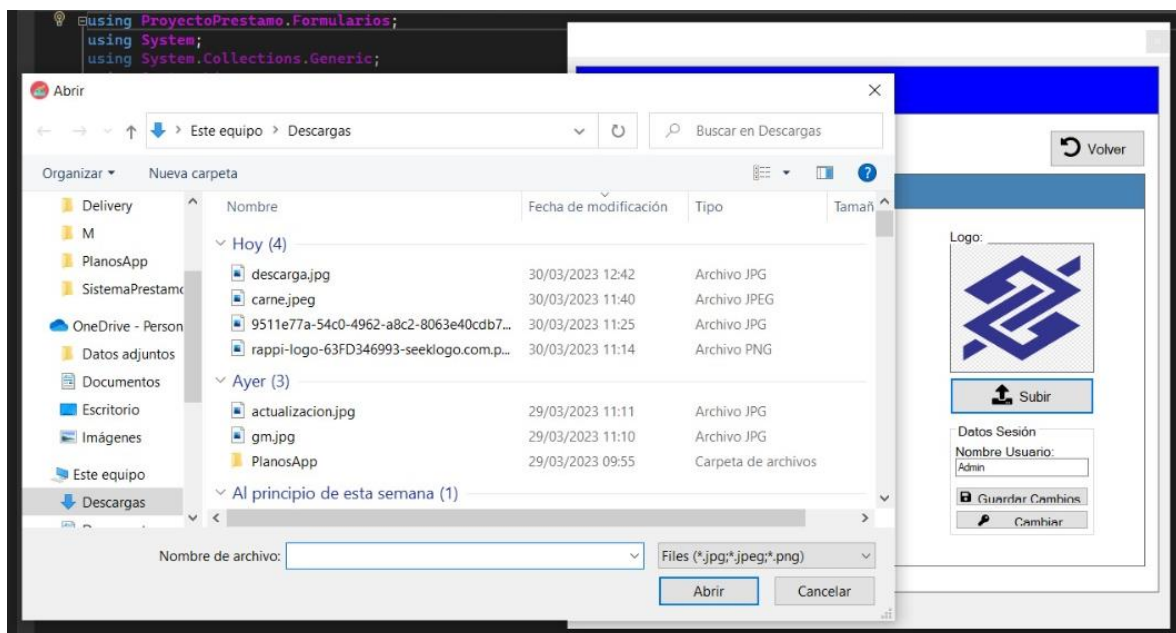 using ProyectoPrestamo.Formularios;
using System;
using System.Collections.Generic;
Abrir
Este equipo > Descargas
Buscar en Descargas
Organizar
Nueva carpeta
Delivery
M
PlanosApp
SistemaPrestamo
OneDrive - Person
Datos adjuntos
Documentos
Escritorio
Imágenes
Este equipo
Descargas
Nombre
Fecha de modificación
Tipo
Tamañ
Hoy (4)
descarga.jpg 30/03/2023 12:42 Archivo JPG
carne.jpeg 30/03/2023 11:40 Archivo JPEG
9511e77a-54c0-4962-a8c2-8063e40cdb7... 30/03/2023 11:25 Archivo JPG
rappi-logo-63FD346993-seeklogo.com.p... 30/03/2023 11:14 Archivo PNG
Ayer (3)
actualizacion.jpg 29/03/2023 11:11 Archivo JPG
gm.jpg 29/03/2023 11:10 Archivo JPG
PlanosApp 29/03/2023 09:55 Carpeta de archivos
Al principio de esta semana (1)
Nombre de archivo:
Files (*.jpg;*.jpeg;*.png)
Abrir
Cancelar
Volver
Logo:
Subir
Datos Sesión
Nombre Usuario:
Admin
Guardar Cambios
Cambiar